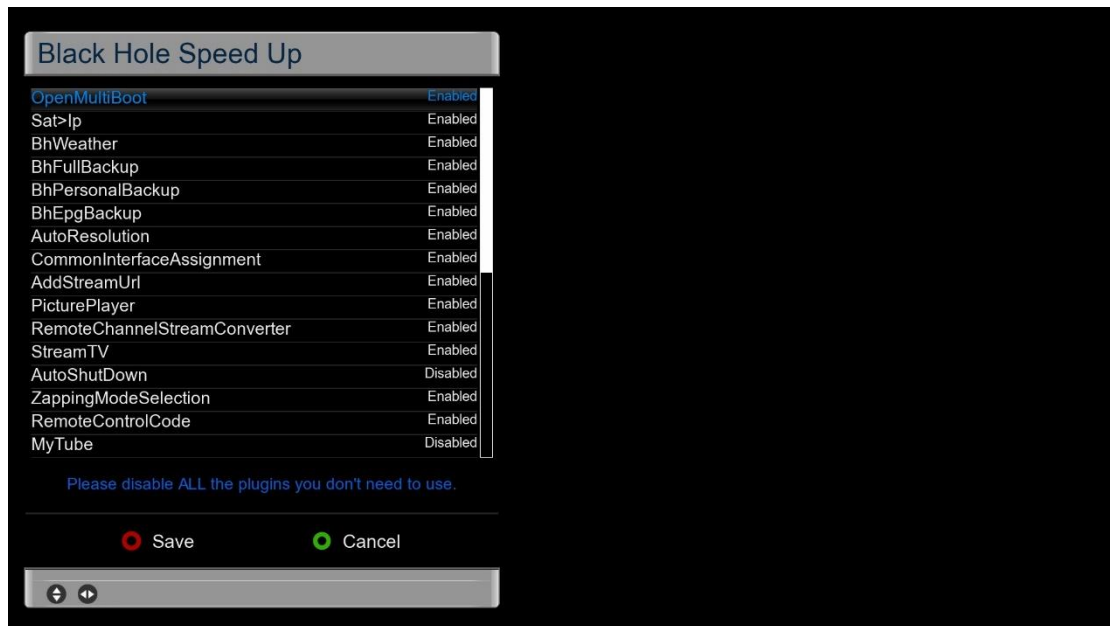 Black Hole Speed Up
OpenMultiBoot Enabled
Sat>Ip Enabled
BhWeather Enabled
BhFullBackup Enabled
BhPersonalBackup Enabled
BhEpgBackup Enabled
AutoResolution Enabled
CommonInterfaceAssignment Enabled
AddStreamUrl Enabled
PicturePlayer Enabled
RemoteChannelStreamConverter Enabled
StreamTV Enabled
AutoShutDown Disabled
ZappingModeSelection Enabled
RemoteControlCode Enabled
MyTube Disabled
Please disable ALL the plugins you don't need to use.
Save Cancel